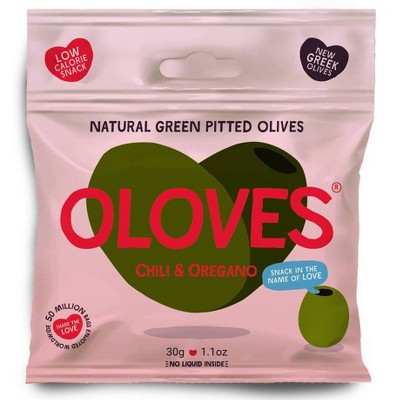 LOW
CALORIE
SNACK
NEW
GREEK
OLIVES
NATURAL GREEN PITTED OLIVES
OLOVES®
CHILI & OREGANO
SNACK IN THE
NAME OF LOVE
50 MILLION BAGS ENJOYED WORLDWIDE
SHARE THE
LOVE
30g ♥ 1.1oz
NO LIQUID INSIDE